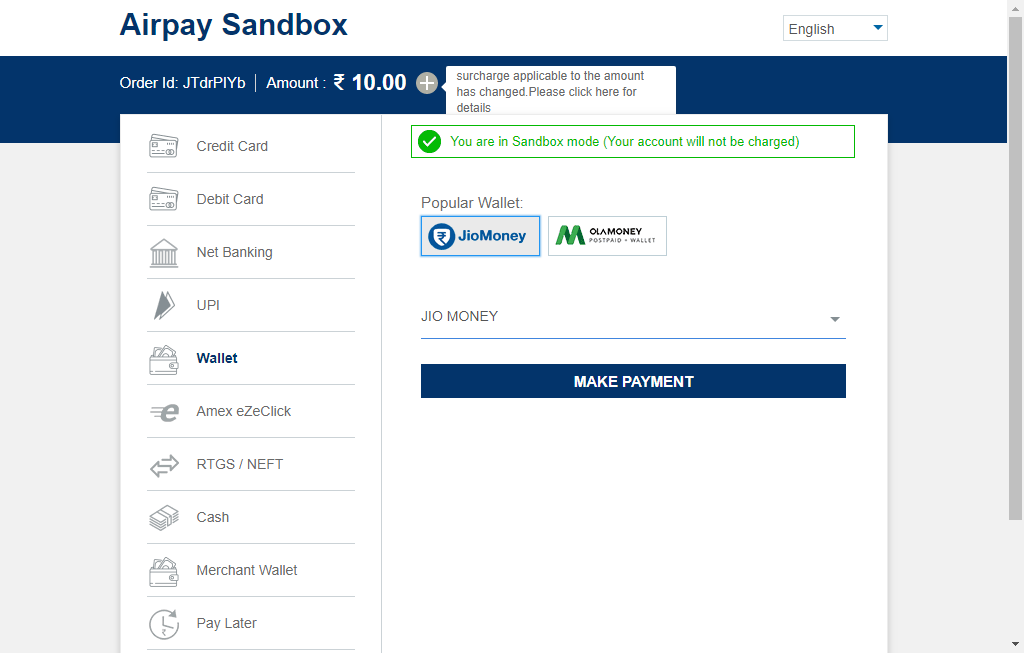 Airpay Sandbox
English
Order Id: JTdrPIYb Amount : ₹ 10.00
surcharge applicable to the amount
has changed.Please click here for
details
Credit Card
Debit Card
Net Banking
UPI
Wallet
Amex eZeClick
RTGS / NEFT
Cash
Merchant Wallet
Pay Later
You are in Sandbox mode (Your account will not be charged)
Popular Wallet:
JioMoney
OLAMONEY
POSTPAID + WALLET
JIO MONEY
MAKE PAYMENT